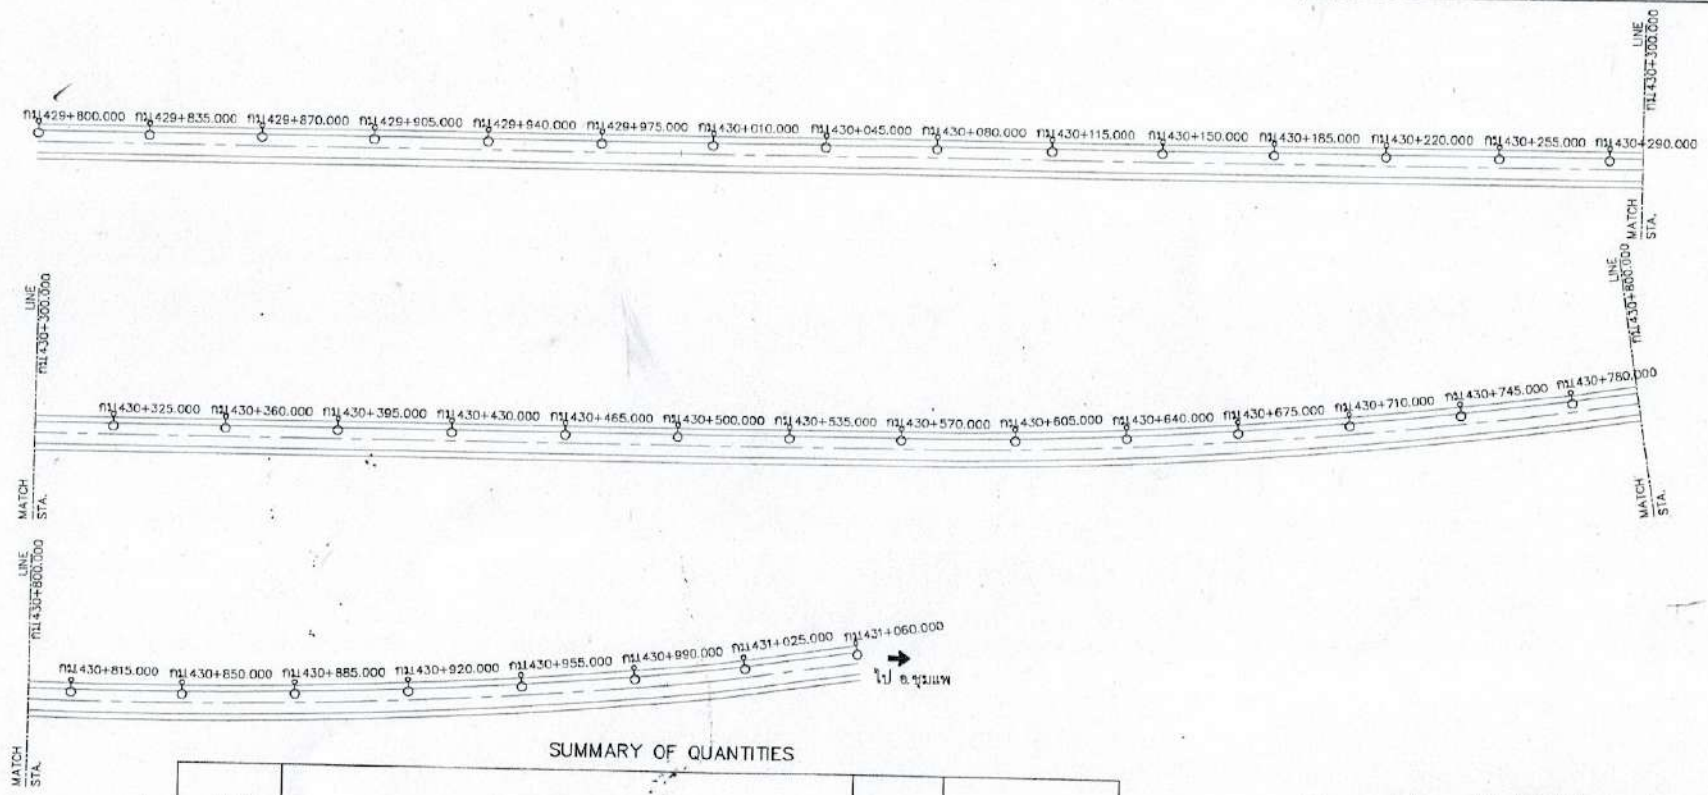 LINE
กม.430+300.000
กม.429+800.000 กม.429+835.000 กม.429+870.000 กม.429+905.000 กม.429+940.000 กม.429+975.000 กม.430+010.000 กม.430+045.000 กม.430+080.000 กม.430+115.000 กม.430+150.000 กม.430+185.000 กม.430+220.000 กม.430+255.000 กม.430+290.000
MATCH
STA.
LINE
กม.430+300.000
LINE
กม.430+800.000
กม.430+325.000 กม.430+360.000 กม.430+395.000 กม.430+430.000 กม.430+465.000 กม.430+500.000 กม.430+535.000 กม.430+570.000 กม.430+605.000 กม.430+640.000 กม.430+675.000 กม.430+710.000 กม.430+745.000 กม.430+780.000
MATCH
STA.
MATCH
STA.
LINE
กม.430+800.000
กม.430+815.000 กม.430+850.000 กม.430+885.000 กม.430+920.000 กม.430+955.000 กม.430+990.000 กม.431+025.000 กม.431+060.000
ไป อ.ชุมแพ
MATCH
STA.
SUMMARY OF QUANTITIES